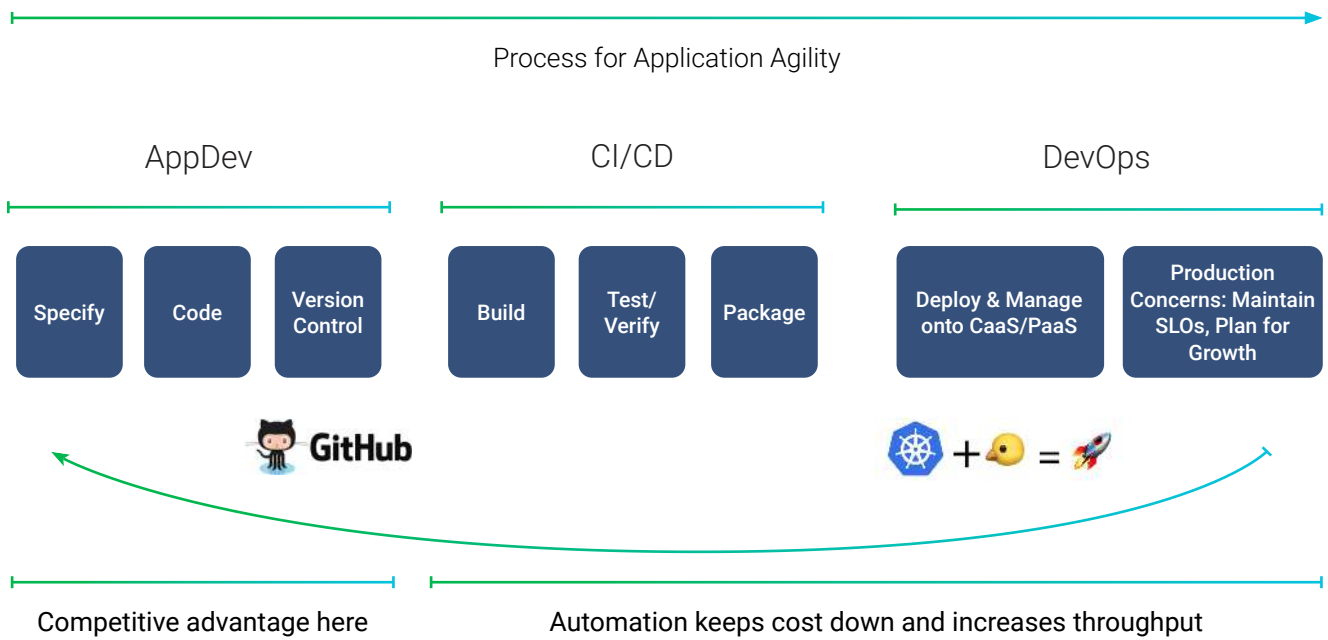 Process for Application Agility
AppDev
CI/CD
DevOps
Specify
Code
Version
Control
Build
Test/
Verify
Package
Deploy & Manage
onto CaaS/PaaS
Production
Concerns: Maintain
SLOs, Plan for
Growth
GitHub
+ =
Competitive advantage here
Automation keeps cost down and increases throughput